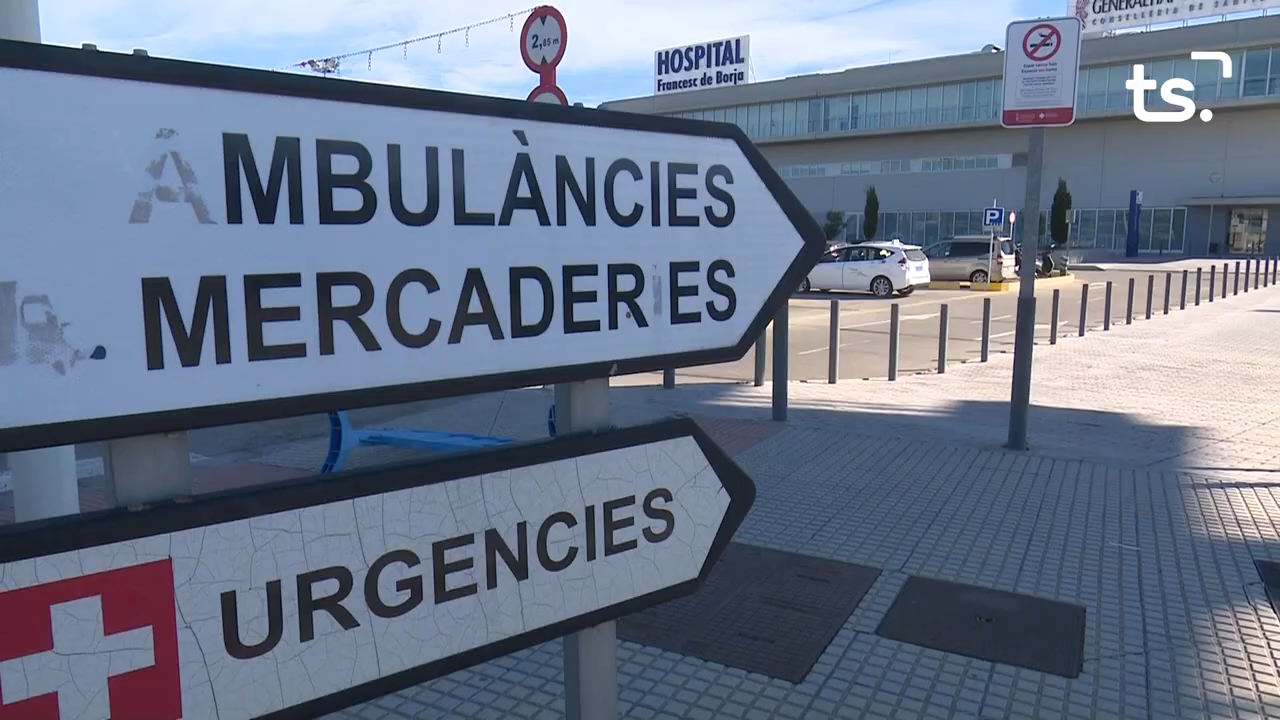 GENERALITAT
CONSELLERIA DE SANITAT
HOSPITAL
Francesc de Borja
2,85 m
ts.
P
AMBULÀNCIES
MERCADERIES
URGENCIES